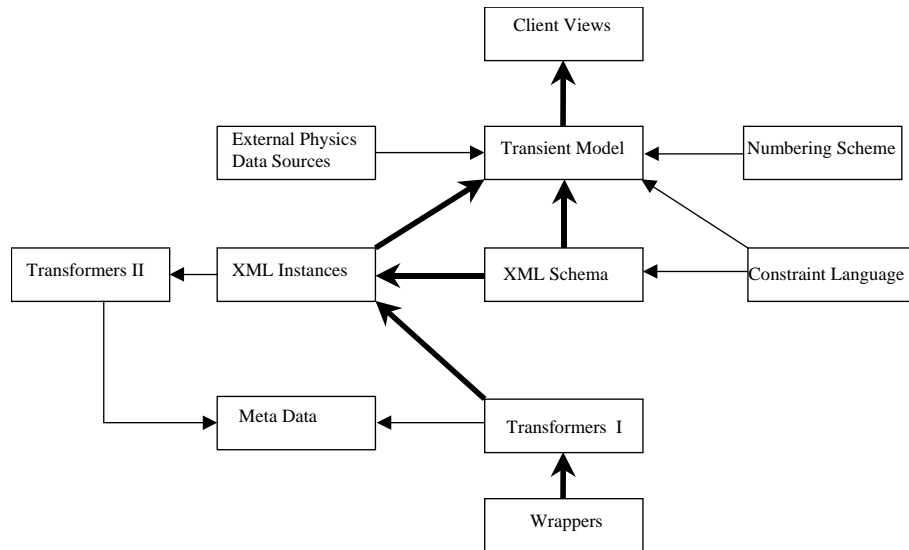 Client Views
External Physics
Data Sources
Transient Model
Numbering Scheme
Transformers II
XML Instances
XML Schema
Constraint Language
Meta Data
Transformers I
Wrappers